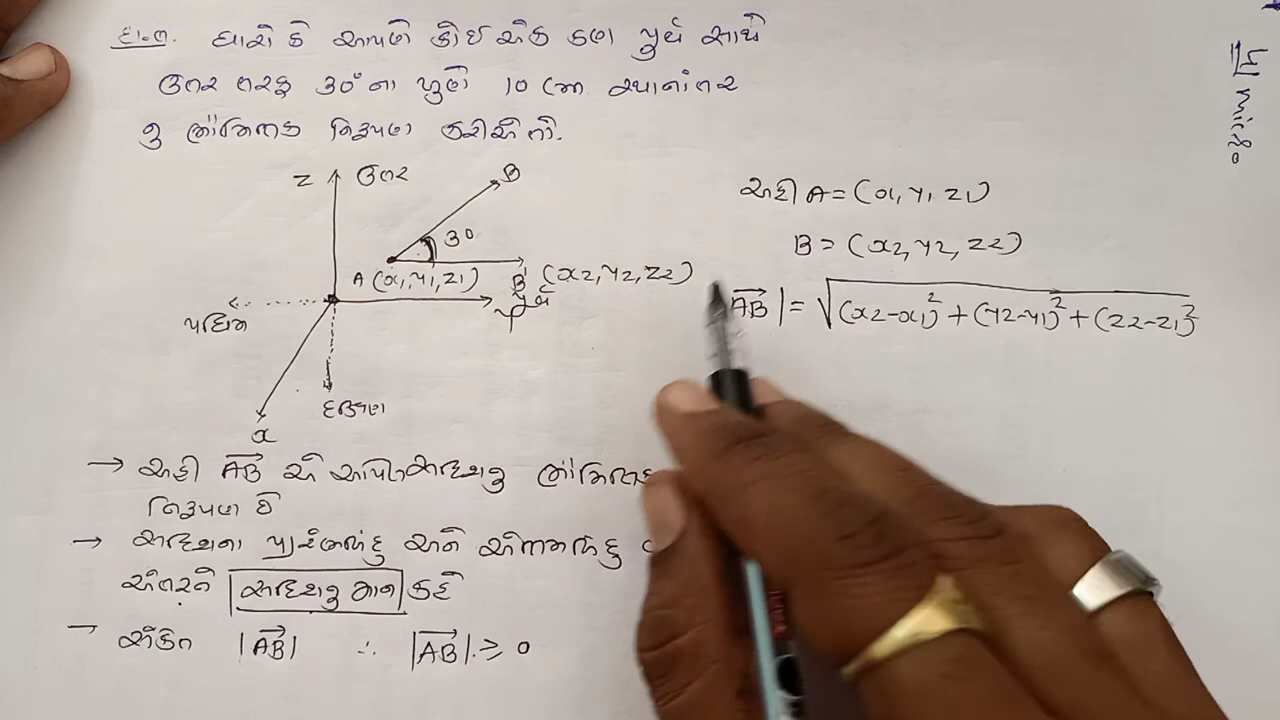 દા.ત. ધારો કે આપણે કોઈ એક કણ પુર્વ સાથે
ઉત્તર તરફ 30° ના ખુણે 10 cm સ્થાનાંતર
નુ ભૌમિતિક નિરૂપણ કરીએ તો.
Z ઉત્તર B
30
A (x1, y1, z1) B (x2, y2, z2)
પુર્વ
પશ્ચિમ y
દક્ષિણ
x
→ અહી AB એ આપેલ સદિશનુ ભૌમિતિક
નિરૂપણ છે
→ સદિશના પ્રારંભબિંદુ અને અંતબિંદુ
અંતરને સદિશનુ માન કહે
– સંકેત |AB| ∴ |AB| ≥ 0
અહી A = (x1, y1, z1)
B = (x2, y2, z2)
AB| = √(x2-x1)² + (y2-y1)² + (z2-z1)²